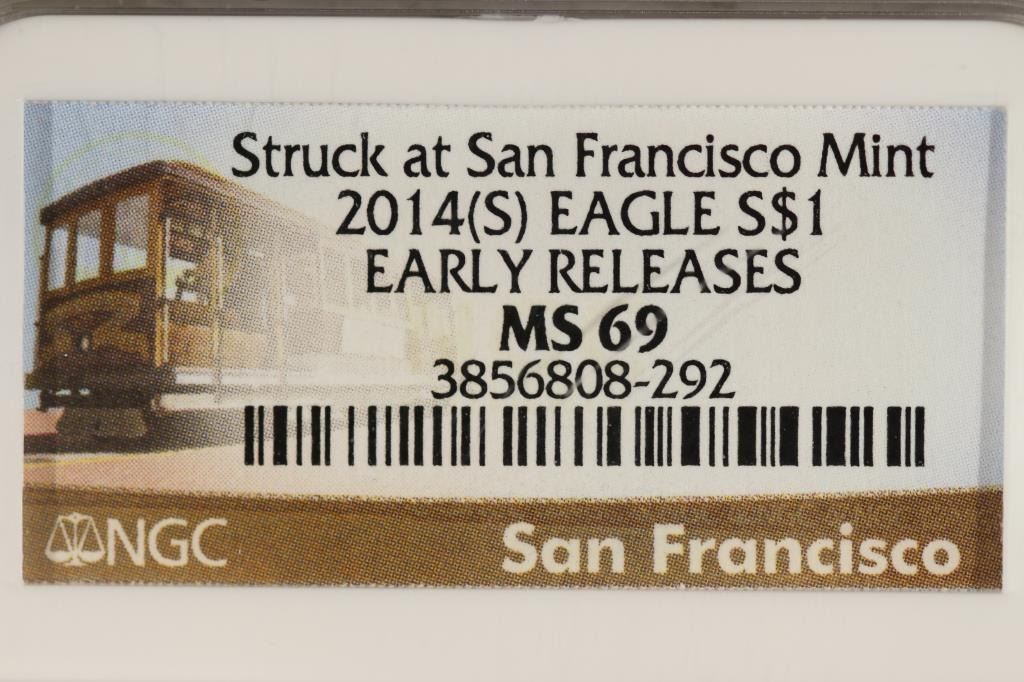 Struck at San Francisco Mint
2014(S) EAGLE S$1
EARLY RELEASES
MS 69
3856808-292
NGC
San Francisco